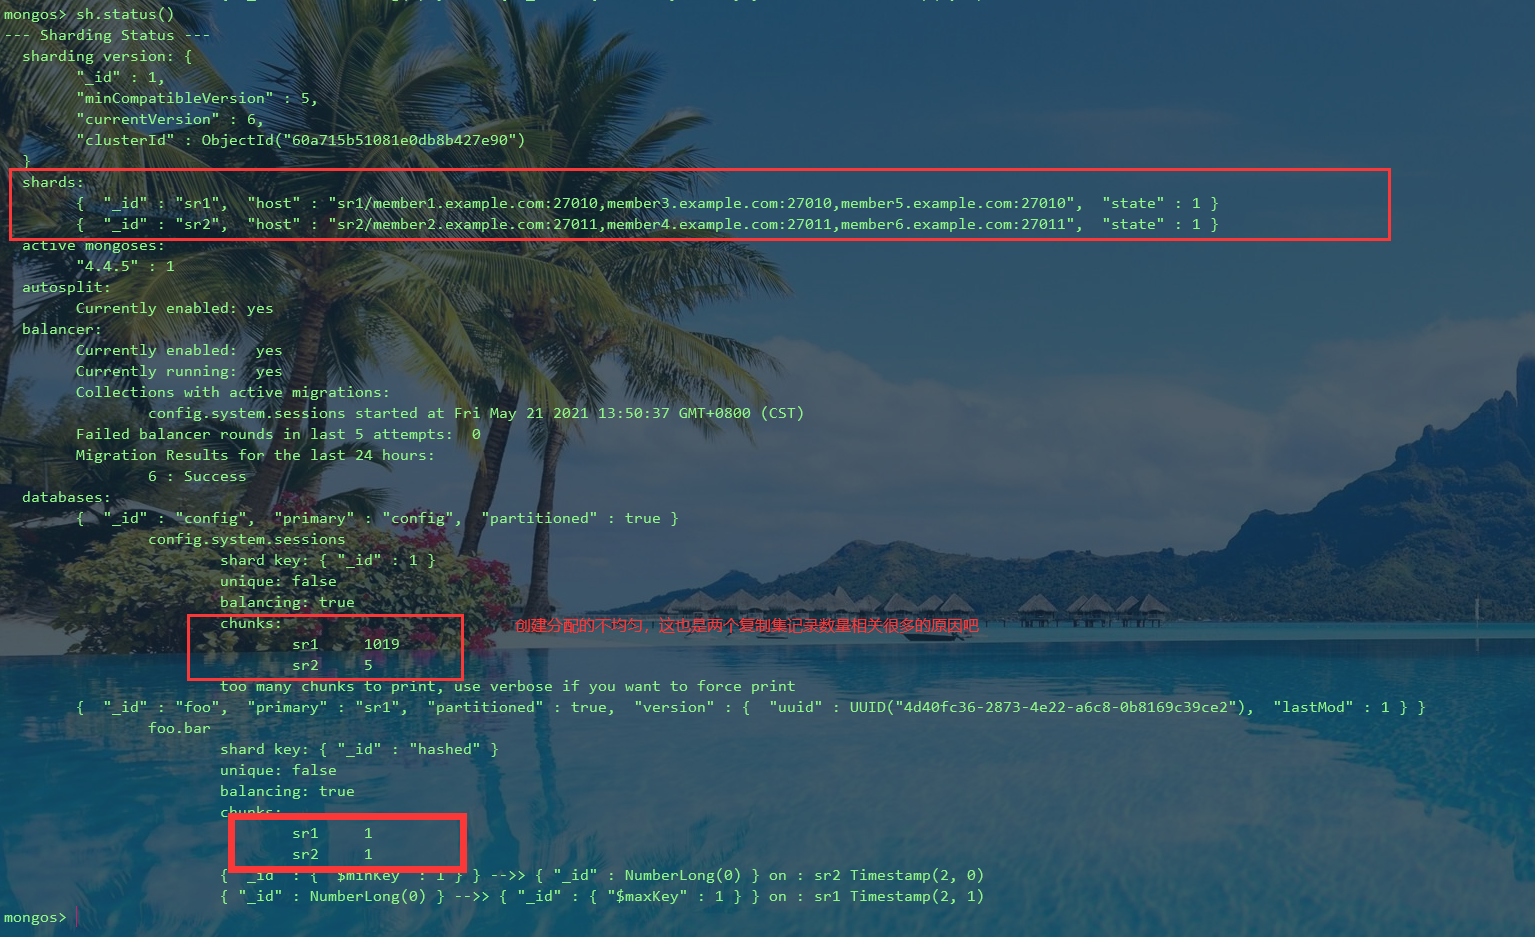 mongos> sh.status()
--- Sharding Status ---
  sharding version: {
        "_id" : 1,
        "minCompatibleVersion" : 5,
        "currentVersion" : 6,
        "clusterId" : ObjectId("60a715b51081e0db8b427e90")
  }
  shards:
        {  "_id" : "sr1",  "host" : "sr1/member1.example.com:27010,member3.example.com:27010,member5.example.com:27010",  "state" : 1 }
        {  "_id" : "sr2",  "host" : "sr2/member2.example.com:27011,member4.example.com:27011,member6.example.com:27011",  "state" : 1 }
  active mongoses:
        "4.4.5" : 1
  autosplit:
        Currently enabled: yes
  balancer:
        Currently enabled:  yes
        Currently running:  yes
        Collections with active migrations:
                config.system.sessions started at Fri May 21 2021 13:50:37 GMT+0800 (CST)
        Failed balancer rounds in last 5 attempts:  0
        Migration Results for the last 24 hours:
                6 : Success
  databases:
        {  "_id" : "config",  "primary" : "config",  "partitioned" : true }
                config.system.sessions
                        shard key: { "_id" : 1 }
                        unique: false
                        balancing: true
                        chunks:
创建分配的不均匀，这也是两个复制集记录数量相关很多的原因吧
                                sr1     1019
                                sr2     5
                        too many chunks to print, use verbose if you want to force print
        {  "_id" : "foo",  "primary" : "sr1",  "partitioned" : true,  "version" : {  "uuid" : UUID("4d40fc36-2873-4e22-a6c8-0b8169c39ce2"),  "lastMod" : 1 } }
                foo.bar
                        shard key: { "_id" : "hashed" }
                        unique: false
                        balancing: true
                        chunks:
                                sr1     1
                                sr2     1
                        { "_id" : { "$minKey" : 1 } } -->> { "_id" : NumberLong(0) } on : sr2 Timestamp(2, 0)
                        { "_id" : NumberLong(0) } -->> { "_id" : { "$maxKey" : 1 } } on : sr1 Timestamp(2, 1)
mongos>